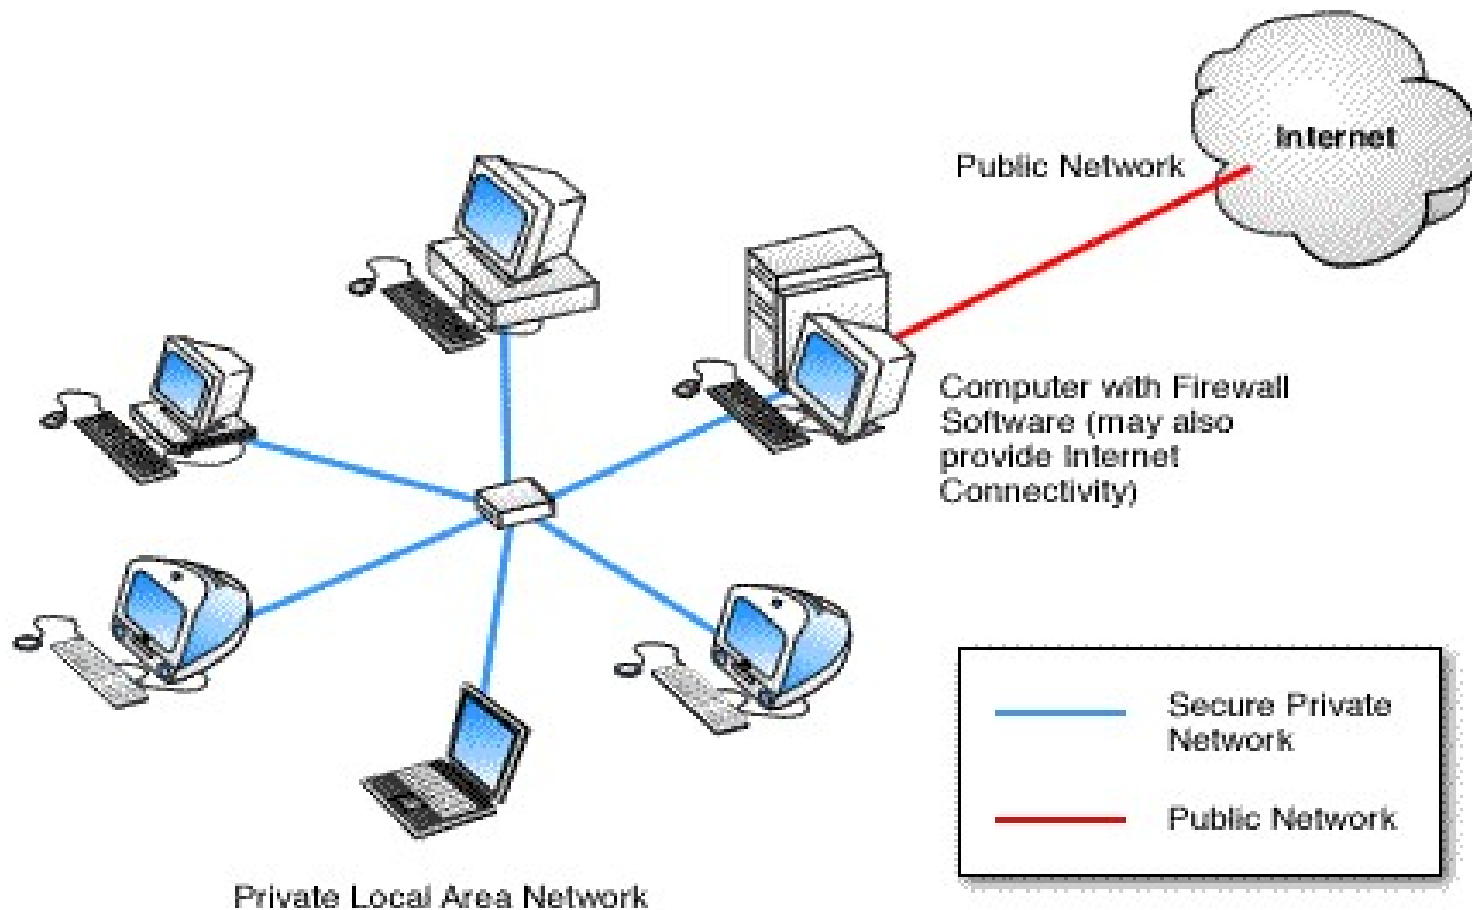 Internet
Public Network
Computer with Firewall
Software (may also
provide Internet
Connectivity)
Secure Private
Network
Public Network
Private Local Area Network